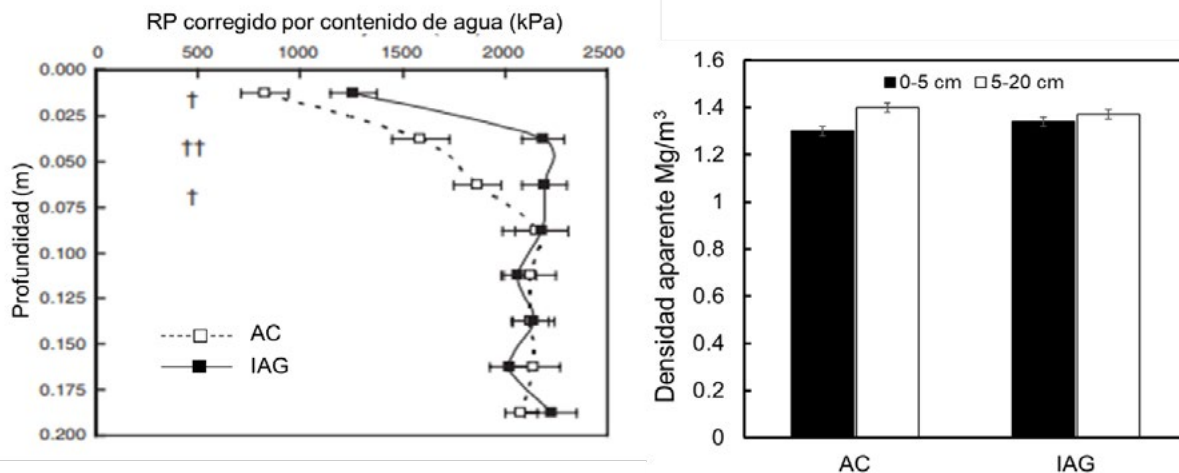 RP corregido por contenido de agua (kPa)
0 500 1000 1500 2000 2500
0.000
0.025
0.050
0.075
0.100
0.125
0.150
0.175
0.200
Profundidad (m)
†
††
†
AC
IAG
1.6
1.4
1.2
1
0.8
0.6
0.4
0.2
0
Densidad aparente Mg/m³
0-5 cm 5-20 cm
AC IAG